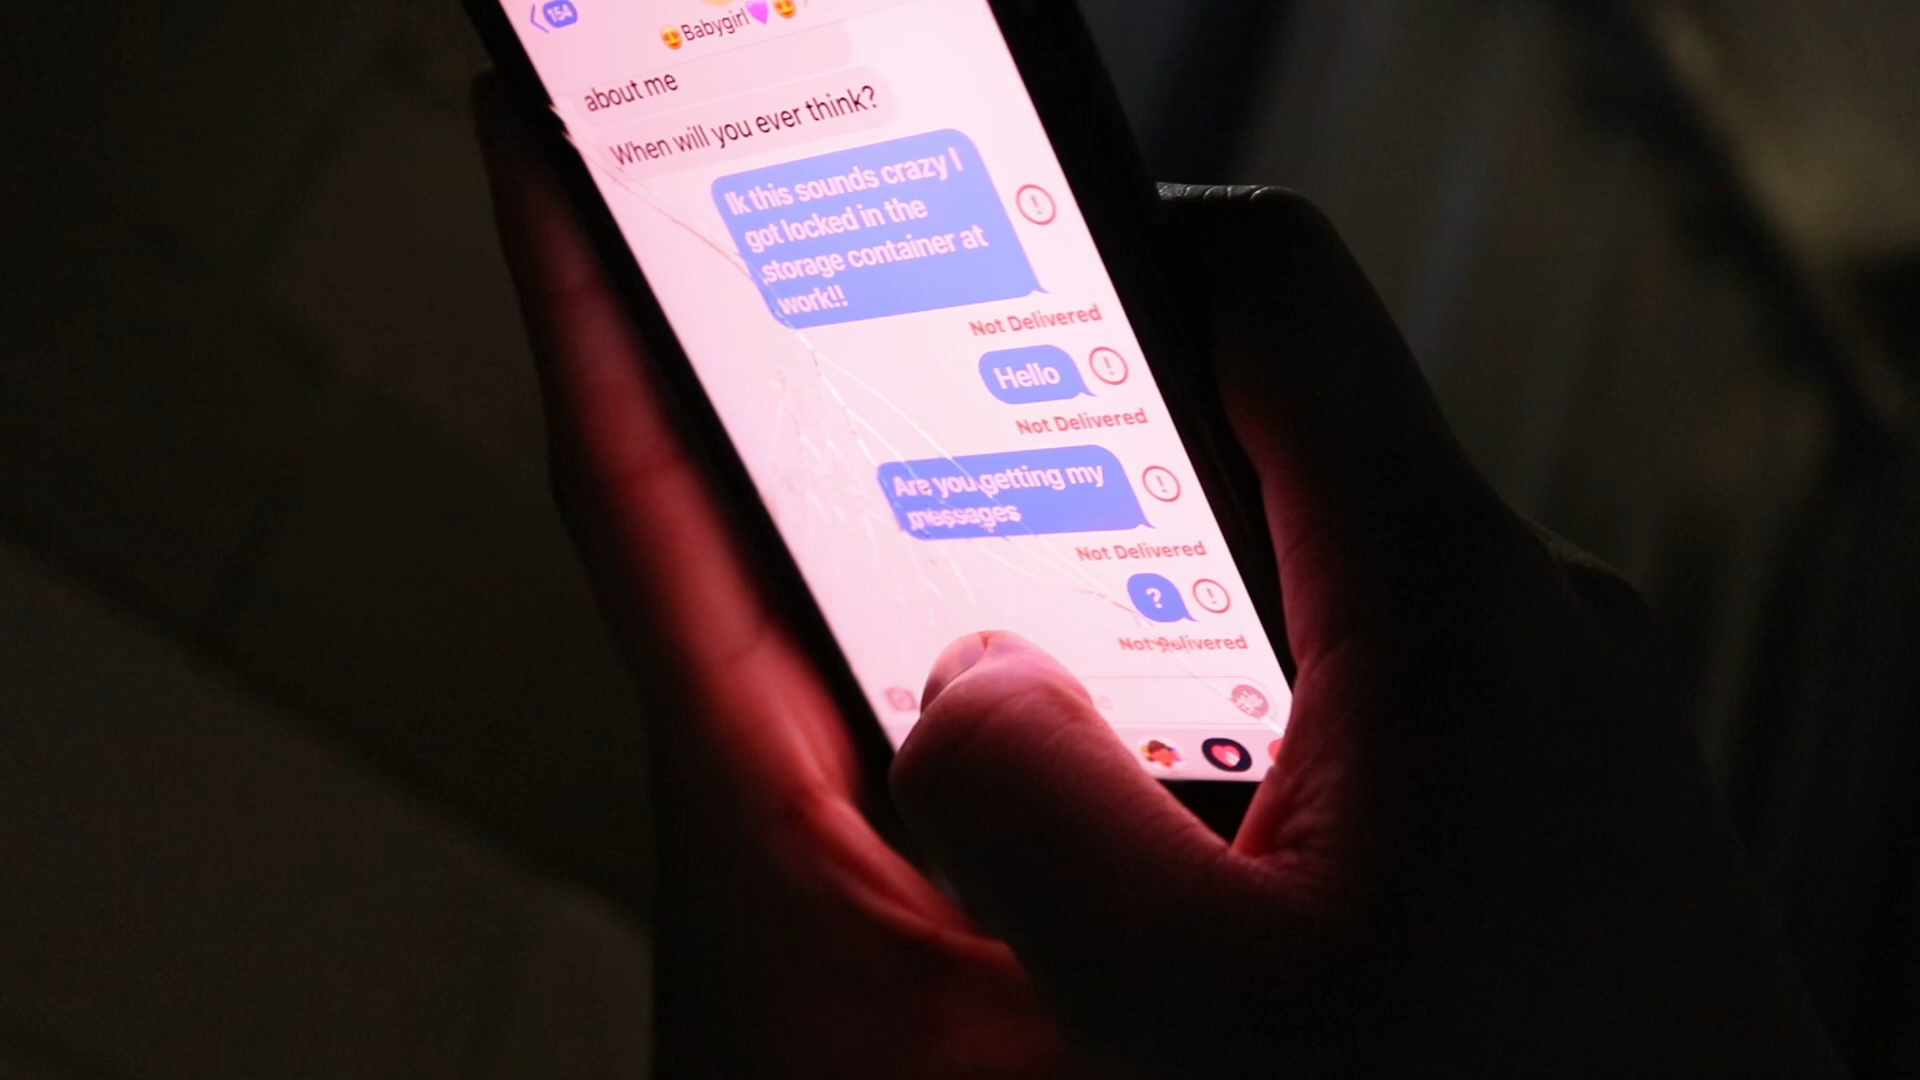 154
😍Babygirl💜😍
about me
When will you ever think?
Ik this sounds crazy I
got locked in the
storage container at
work!!
Not Delivered
Hello
Not Delivered
Are you getting my
messages
Not Delivered
?
Not Delivered